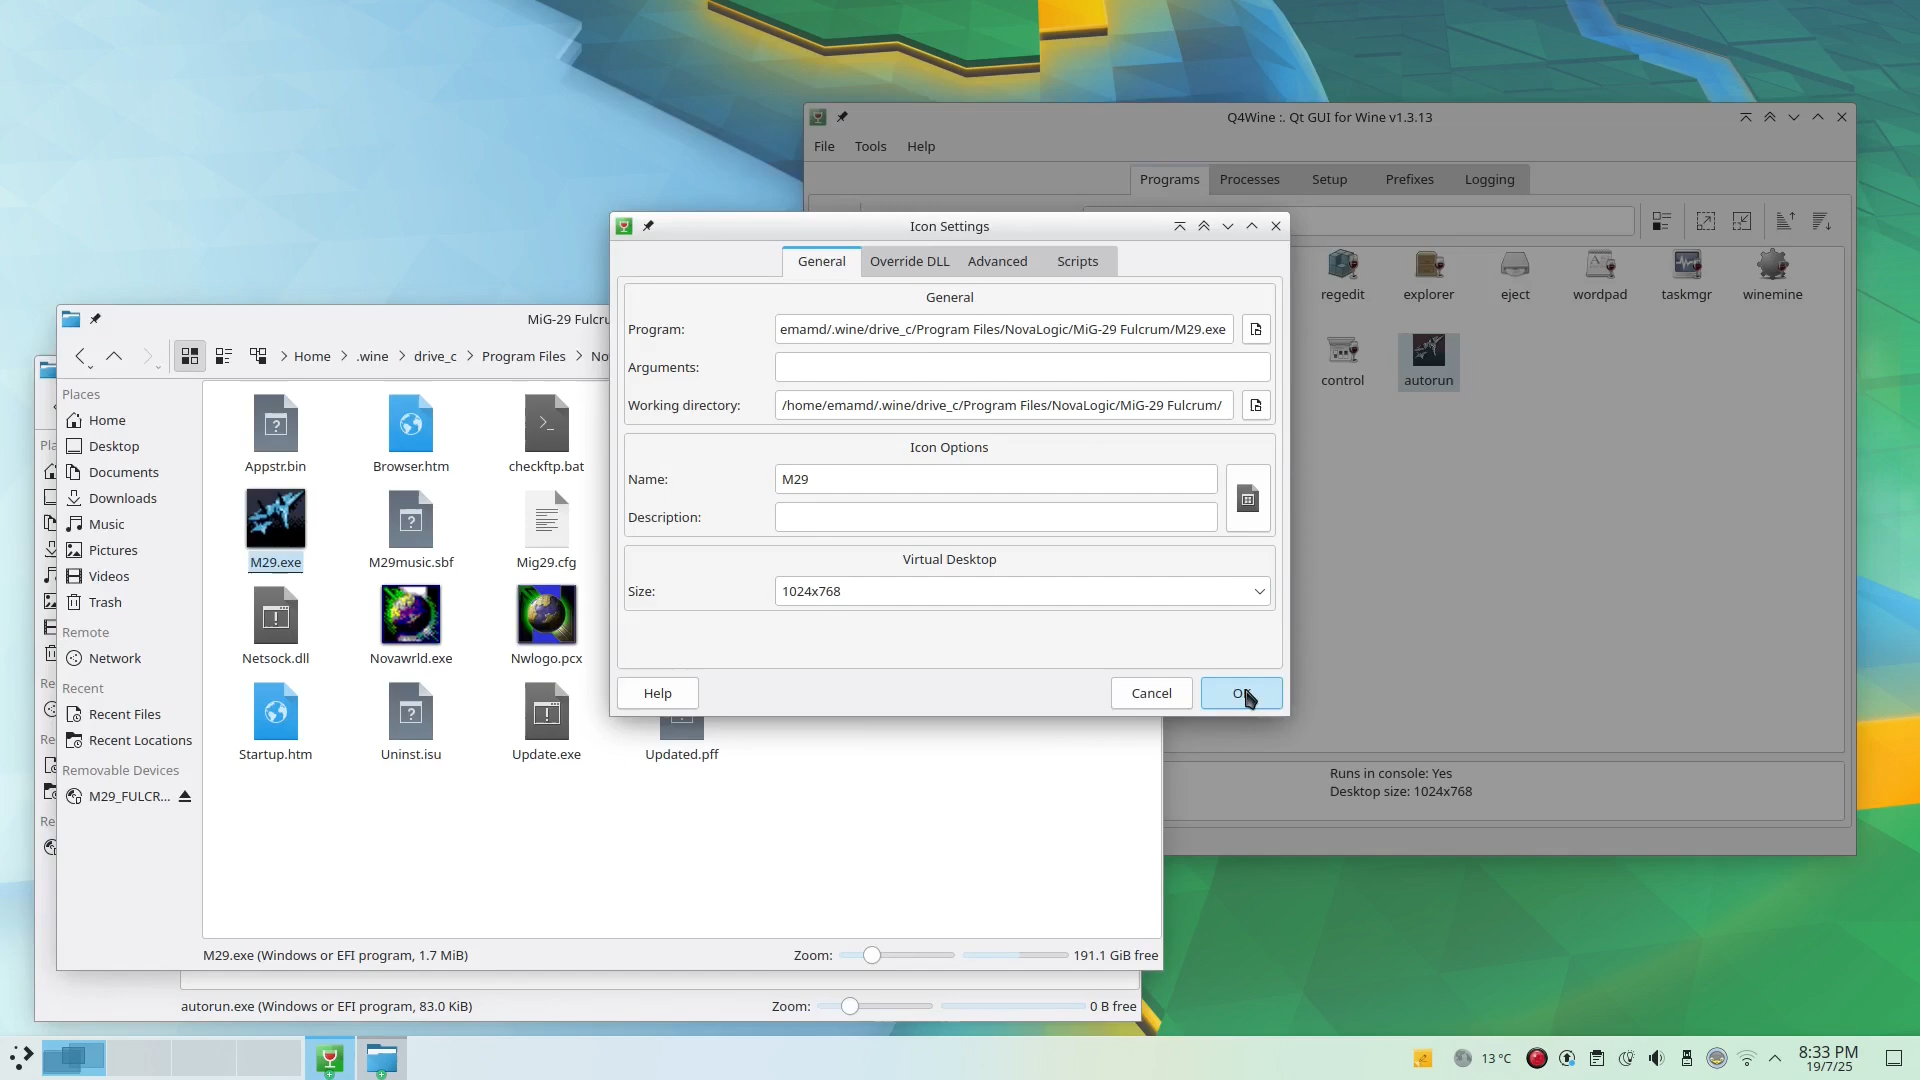 Q4Wine :. Qt GUI for Wine v1.3.13
File Tools Help
Programs Processes Setup Prefixes Logging
regedit explorer eject wordpad taskmgr winemine
control autorun
Runs in console: Yes
Desktop size: 1024x768
Icon Settings
General Override DLL Advanced Scripts
General
Program: emamd/.wine/drive_c/Program Files/NovaLogic/MiG-29 Fulcrum/M29.exe
Arguments:
Working directory: /home/emamd/.wine/drive_c/Program Files/NovaLogic/MiG-29 Fulcrum/
Icon Options
Name: M29
Description:
Virtual Desktop
Size: 1024x768
Help Cancel
MiG-29 Fulcru
Home .wine drive_c Program Files No
Places
Home
Desktop
Documents
Downloads
Music
Pictures
Videos
Trash
Remote
Network
Recent
Recent Files
Recent Locations
Removable Devices
M29_FULCR...
Appstr.bin Browser.htm checkftp.bat
M29.exe M29music.sbf Mig29.cfg
Netsock.dll Novawrld.exe Nwlogo.pcx
Startup.htm Uninst.isu Update.exe Updated.pff
M29.exe (Windows or EFI program, 1.7 MiB) Zoom: 191.1 GiB free
Pla
Re
Re
Re
autorun.exe (Windows or EFI program, 83.0 KiB) Zoom: 0 B free
13 °C
8:33 PM
19/7/25